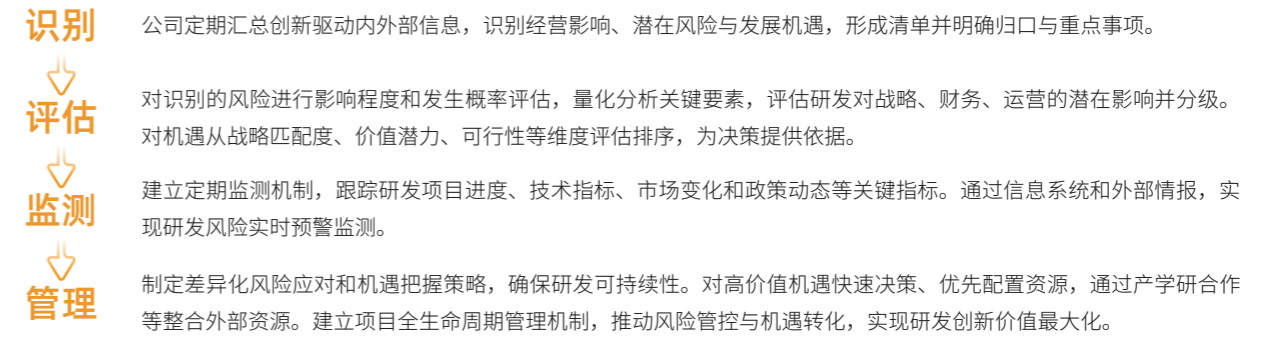 识别
公司定期汇总创新驱动内外部信息，识别经营影响、潜在风险与发展机遇，形成清单并明确归口与重点事项。
评估
对识别的风险进行影响程度和发生概率评估，量化分析关键要素，评估研发对战略、财务、运营的潜在影响并分级。
对机遇从战略匹配度、价值潜力、可行性等维度评估排序，为决策提供依据。
监测
建立定期监测机制，跟踪研发项目进度、技术指标、市场变化和政策动态等关键指标。通过信息系统和外部情报，实
现研发风险实时预警监测。
管理
制定差异化风险应对和机遇把握策略，确保研发可持续性。对高价值机遇快速决策、优先配置资源，通过产学研合作
等整合外部资源。建立项目全生命周期管理机制，推动风险管控与机遇转化，实现研发创新价值最大化。